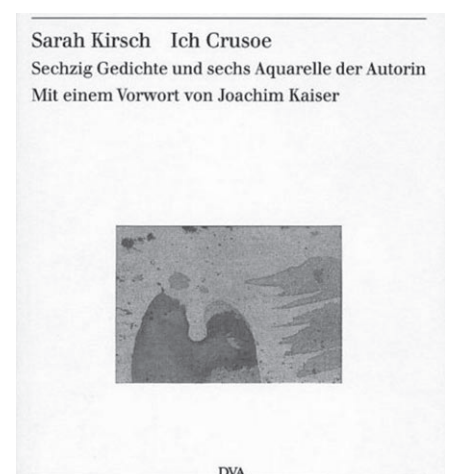 Sarah Kirsch Ich Crusoe
Sechzig Gedichte und sechs Aquarelle der Autorin
Mit einem Vorwort von Joachim Kaiser
DVA